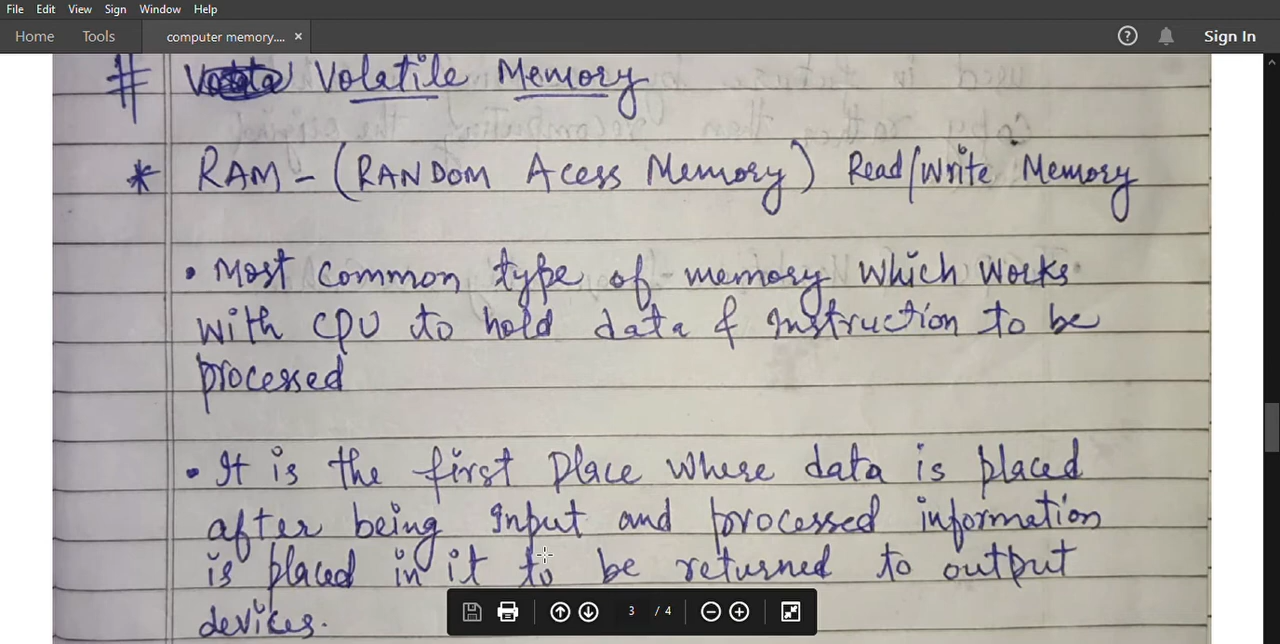 File Edit View Sign Window Help
Home Tools computer memory.... × Sign In
# Volatile Memory
* RAM - (RANDOM Acess Memory) Read/Write Memory
• Most common type of memory which works
with CPU to hold data & Instruction to be
processed
• It is the first Place where data is placed
after being Input and processed information
is placed in it to be returned to output
devices.
3 / 4